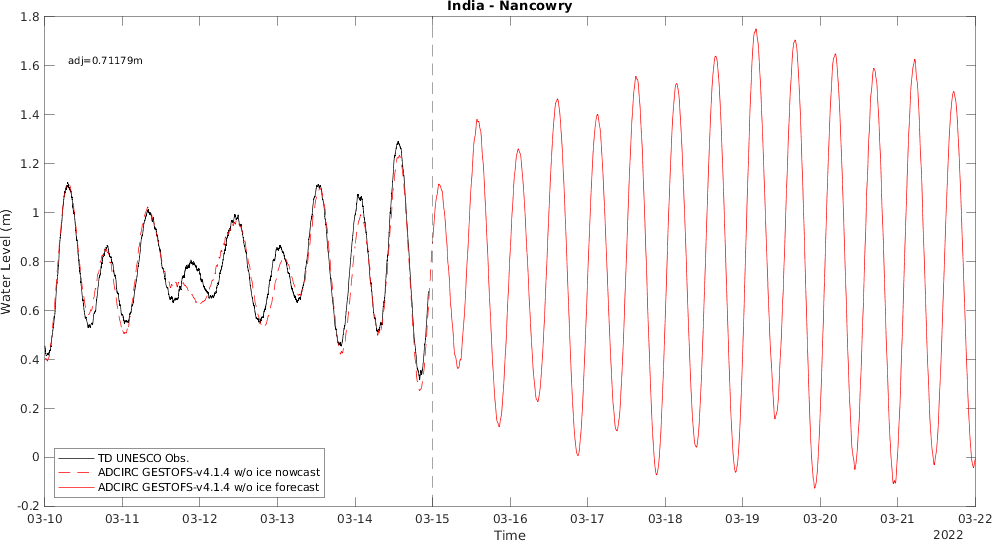 India - Nancowry
1.8
1.6
1.4
1.2
1
0.8
0.6
0.4
0.2
0
-0.2
Water Level (m)
adj=0.71179m
TD UNESCO Obs.
ADCIRC GESTOFS-v4.1.4 w/o ice nowcast
ADCIRC GESTOFS-v4.1.4 w/o ice forecast
03-10 03-11 03-12 03-13 03-14 03-15 03-16 03-17 03-18 03-19 03-20 03-21 03-22
Time
2022